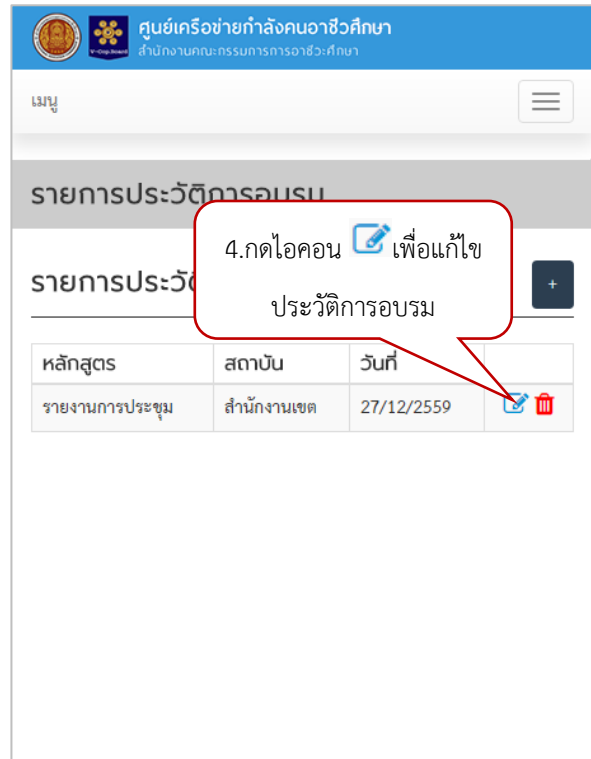 ศูนย์เครือข่ายกำลังคนอาชีวศึกษา
สำนักงานคณะกรรมการการอาชีวะศึกษา
V-Cop.Board
เมนู
รายการประวัติการอบรม
4.กดไอคอน เพื่อแก้ไข
ประวัติการอบรม
รายการประวั
+
หลักสูตร สถาบัน วันที่
รายงานการประชุม สำนักงานเขต 27/12/2559